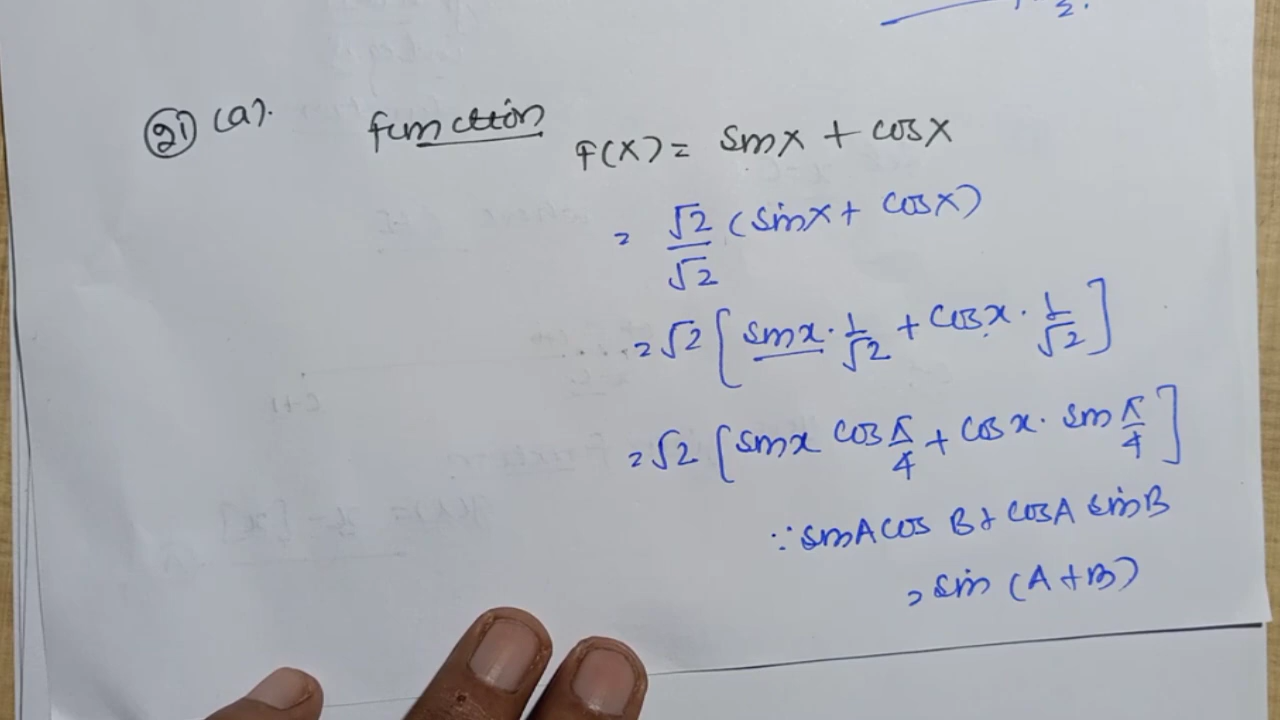 2.
21) (a). function
F(X) = sinx + cosx
= √2/√2 (sinx + cosx)
= √2 [sinx · 1/√2 + cosx · 1/√2]
= √2 [sinx cos π/4 + cosx · sin π/4]
∵ sinA cos B + cosA sinB
= sin (A + B)